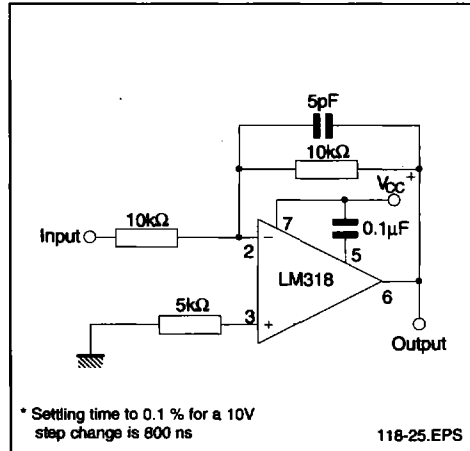 5pF
10kΩ
VCC+
7
10kΩ
0.1µF
Input
2
−
5
LM318
6
5kΩ
3
+
Output
* Settling time to 0.1 % for a 10V
step change is 800 ns
118-25.EPS